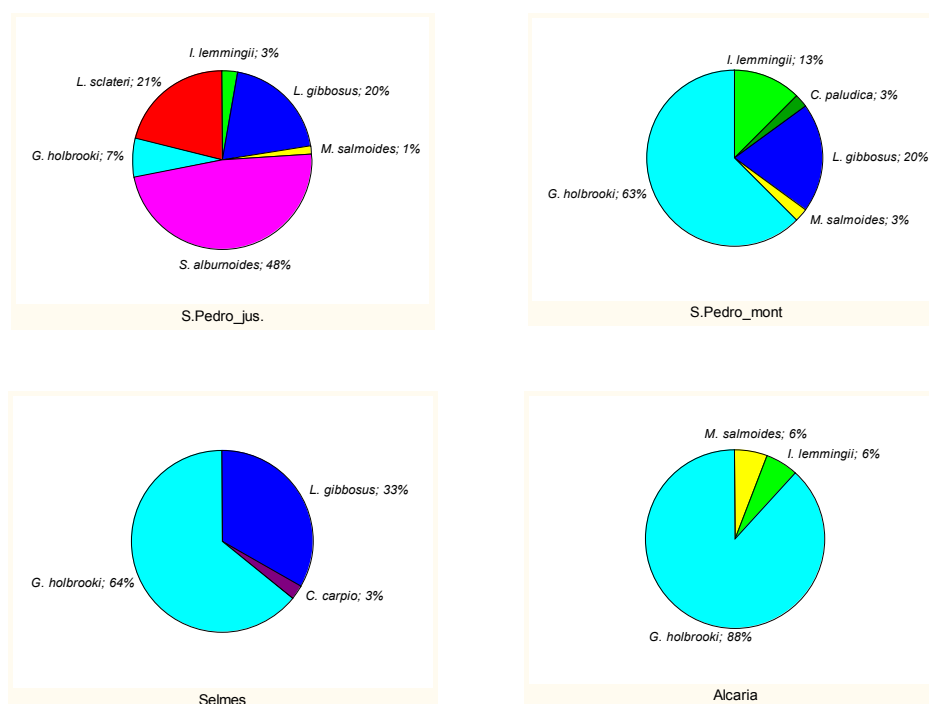 I. lemmingii; 3%
L. sclateri; 21%
L. gibbosus; 20%
M. salmoides; 1%
G. holbrooki; 7%
S. alburnoides; 48%
S.Pedro_jus.
I. lemmingii; 13%
C. paludica; 3%
L. gibbosus; 20%
G. holbrooki; 63%
M. salmoides; 3%
S.Pedro_mont
L. gibbosus; 33%
G. holbrooki; 64%
C. carpio; 3%
Selmes
M. salmoides; 6%
I. lemmingii; 6%
G. holbrooki; 88%
Alcaria